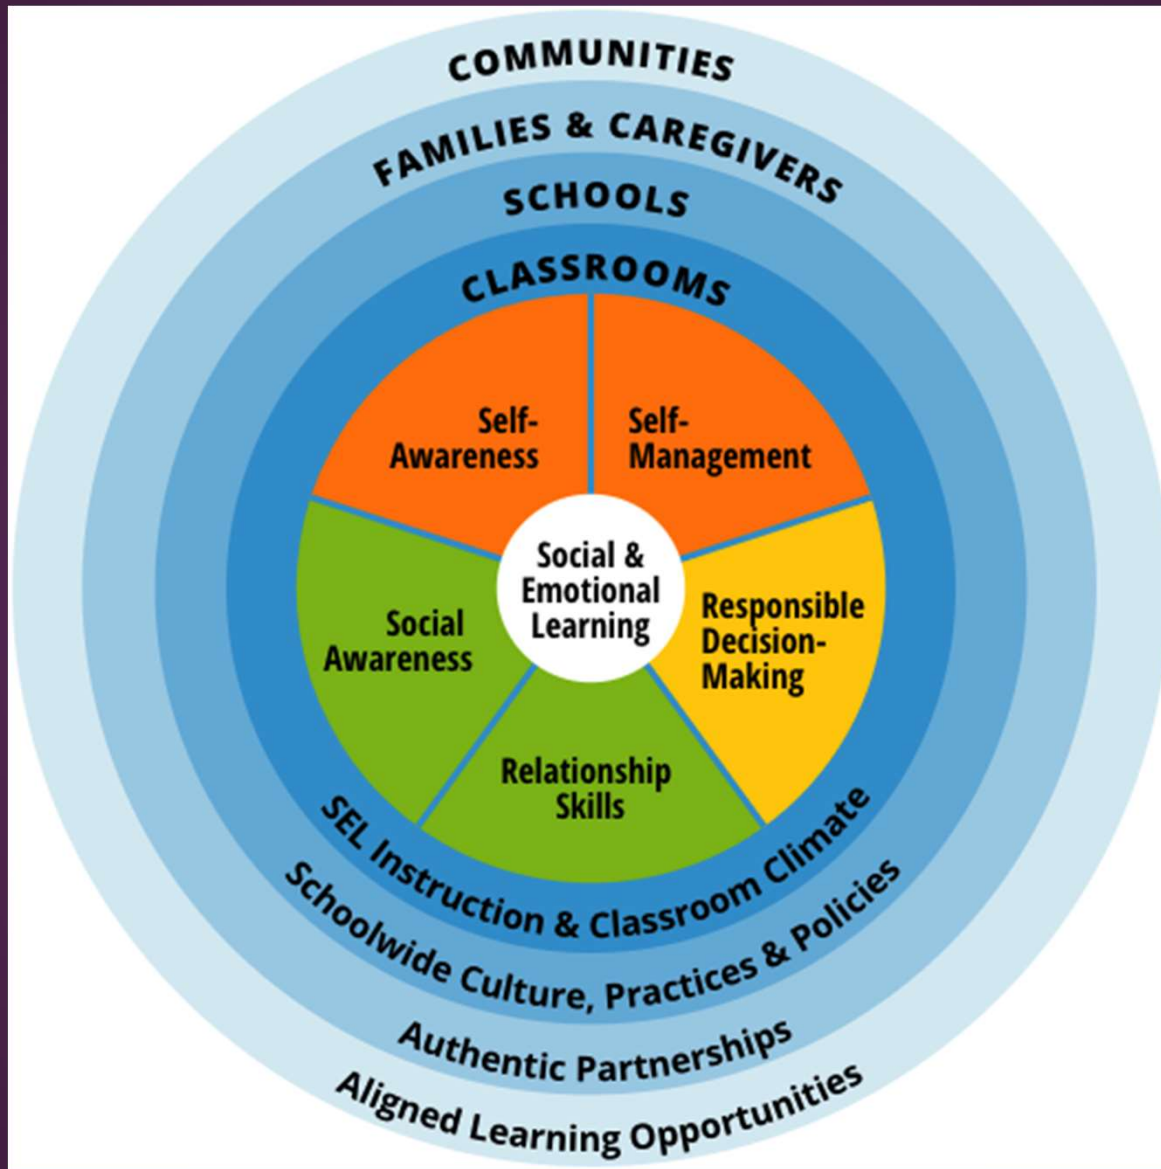 COMMUNITIES
FAMILIES & CAREGIVERS
SCHOOLS
CLASSROOMS
Self-
Awareness
Self-
Management
Social &
Emotional
Learning
Social
Awareness
Responsible
Decision-
Making
Relationship
Skills
SEL Instruction & Classroom Climate
Schoolwide Culture, Practices & Policies
Authentic Partnerships
Aligned Learning Opportunities